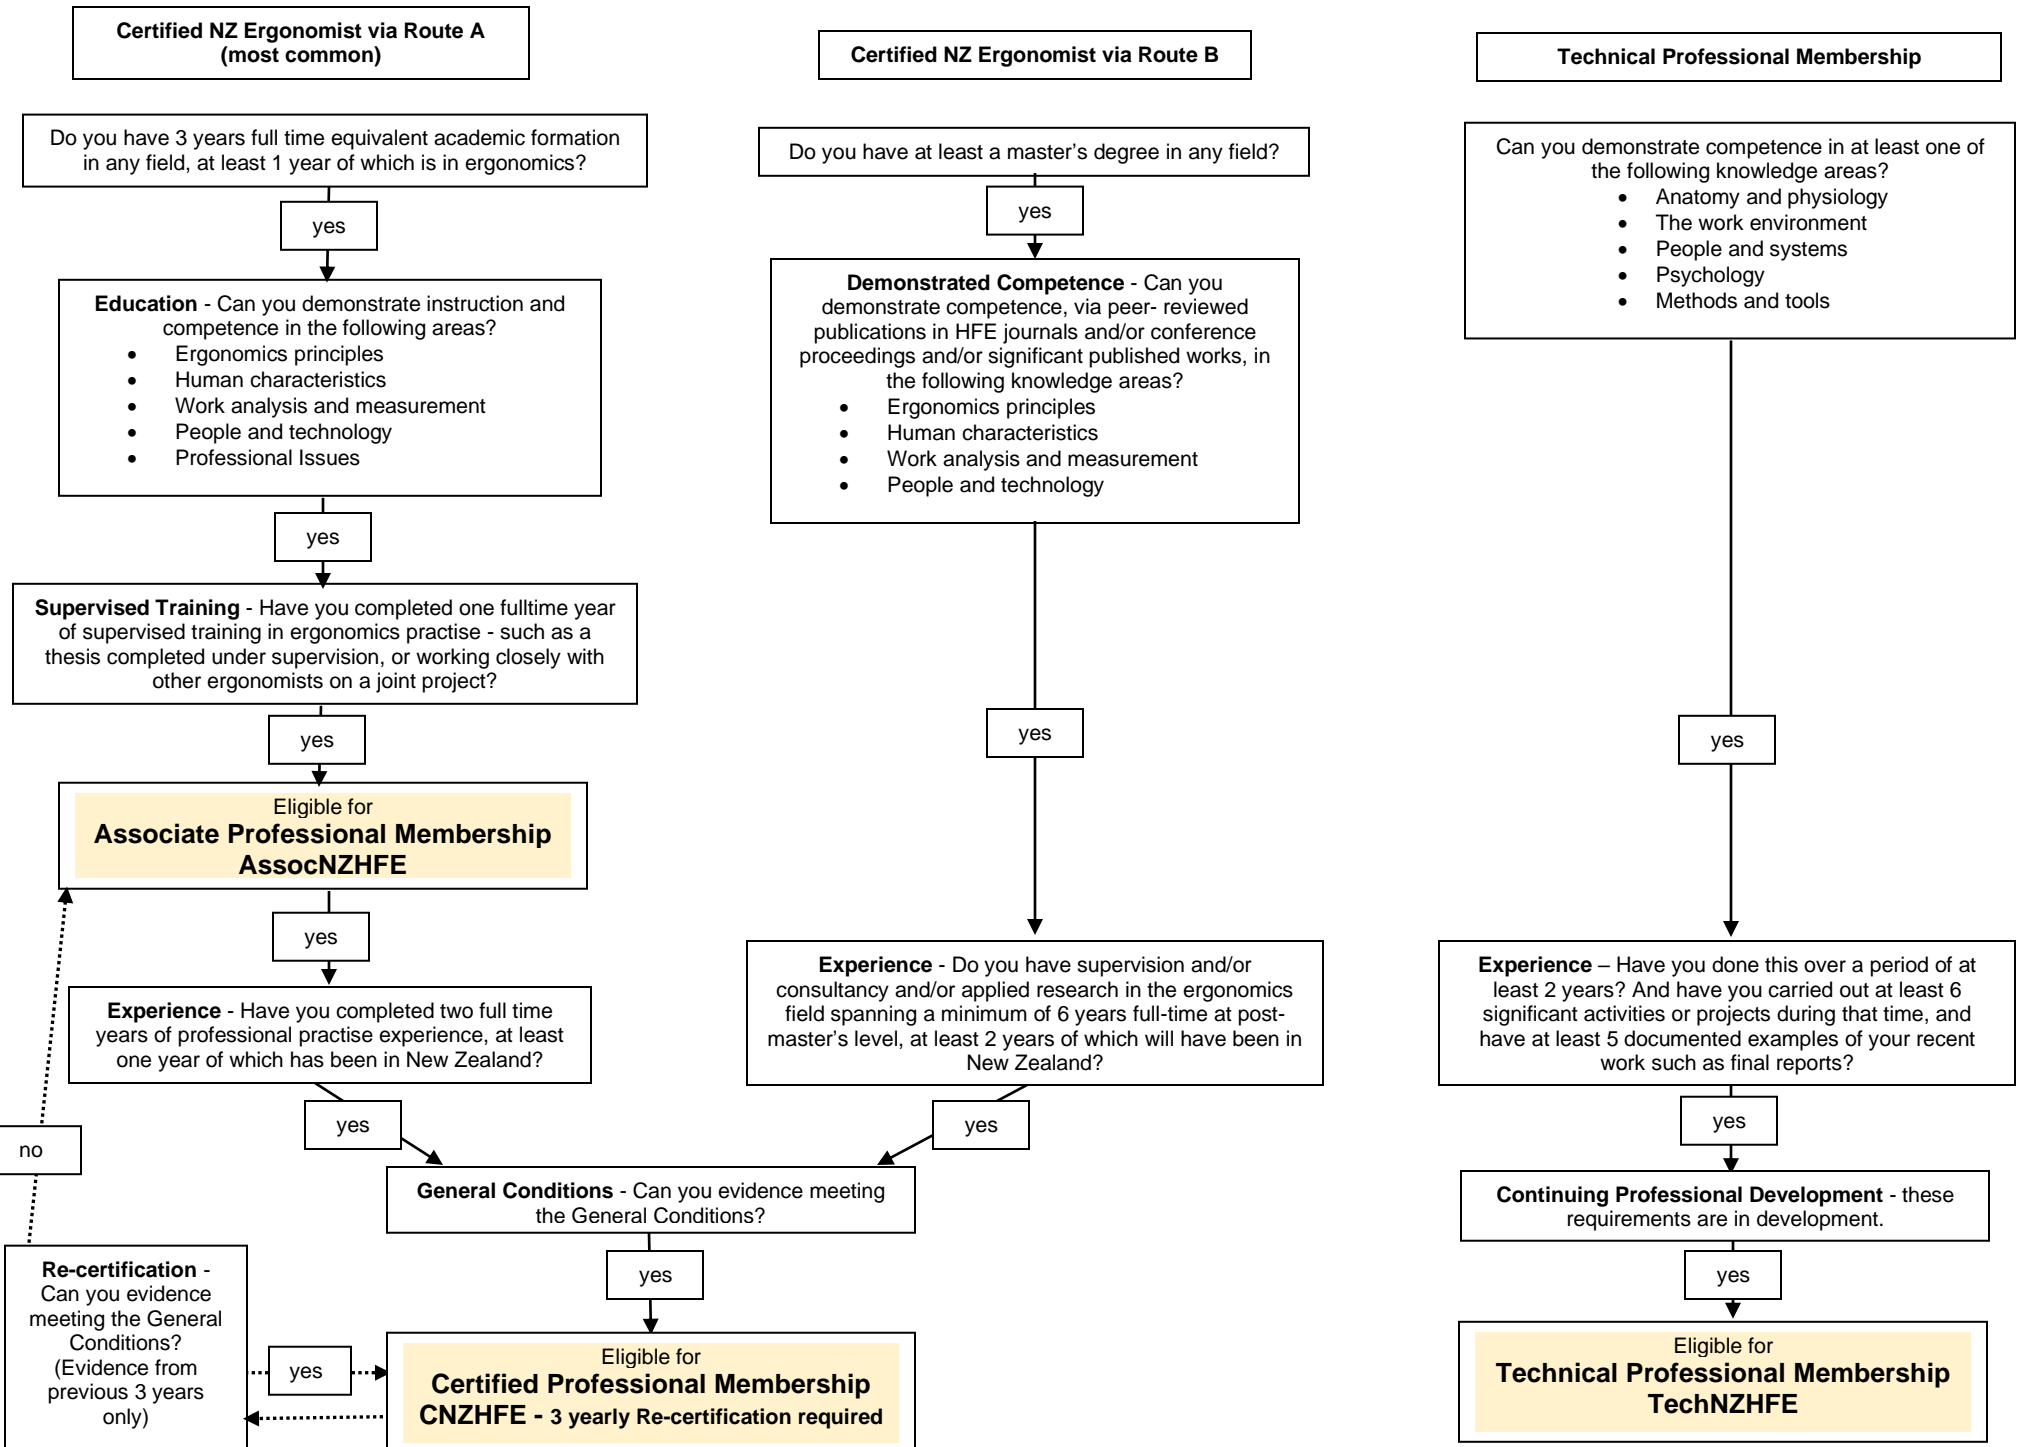 Certified NZ Ergonomist via Route A
(most common)
Do you have 3 years full time equivalent academic formation
in any field, at least 1 year of which is in ergonomics?
yes
Education - Can you demonstrate instruction and
competence in the following areas?
• Ergonomics principles
• Human characteristics
• Work analysis and measurement
• People and technology
• Professional Issues
yes
Supervised Training - Have you completed one fulltime year
of supervised training in ergonomics practise - such as a
thesis completed under supervision, or working closely with
other ergonomists on a joint project?
yes
Eligible for
Associate Professional Membership
AssocNZHFE
yes
Experience - Have you completed two full time
years of professional practise experience, at least
one year of which has been in New Zealand?
yes
Certified NZ Ergonomist via Route B
Do you have at least a master's degree in any field?
yes
Demonstrated Competence - Can you
demonstrate competence, via peer- reviewed
publications in HFE journals and/or conference
proceedings and/or significant published works, in
the following knowledge areas?
• Ergonomics principles
• Human characteristics
• Work analysis and measurement
• People and technology
yes
Experience - Do you have supervision and/or
consultancy and/or applied research in the ergonomics
field spanning a minimum of 6 years full-time at post-
master's level, at least 2 years of which will have been in
New Zealand?
yes
General Conditions - Can you evidence meeting
the General Conditions?
yes
Eligible for
Certified Professional Membership
CNZHFE - 3 yearly Re-certification required
Re-certification -
Can you evidence
meeting the General
Conditions?
(Evidence from
previous 3 years
only)
yes
no
Technical Professional Membership
Can you demonstrate competence in at least one of
the following knowledge areas?
• Anatomy and physiology
• The work environment
• People and systems
• Psychology
• Methods and tools
yes
Experience – Have you done this over a period of at
least 2 years? And have you carried out at least 6
significant activities or projects during that time, and
have at least 5 documented examples of your recent
work such as final reports?
yes
Continuing Professional Development - these
requirements are in development.
yes
Eligible for
Technical Professional Membership
TechNZHFE